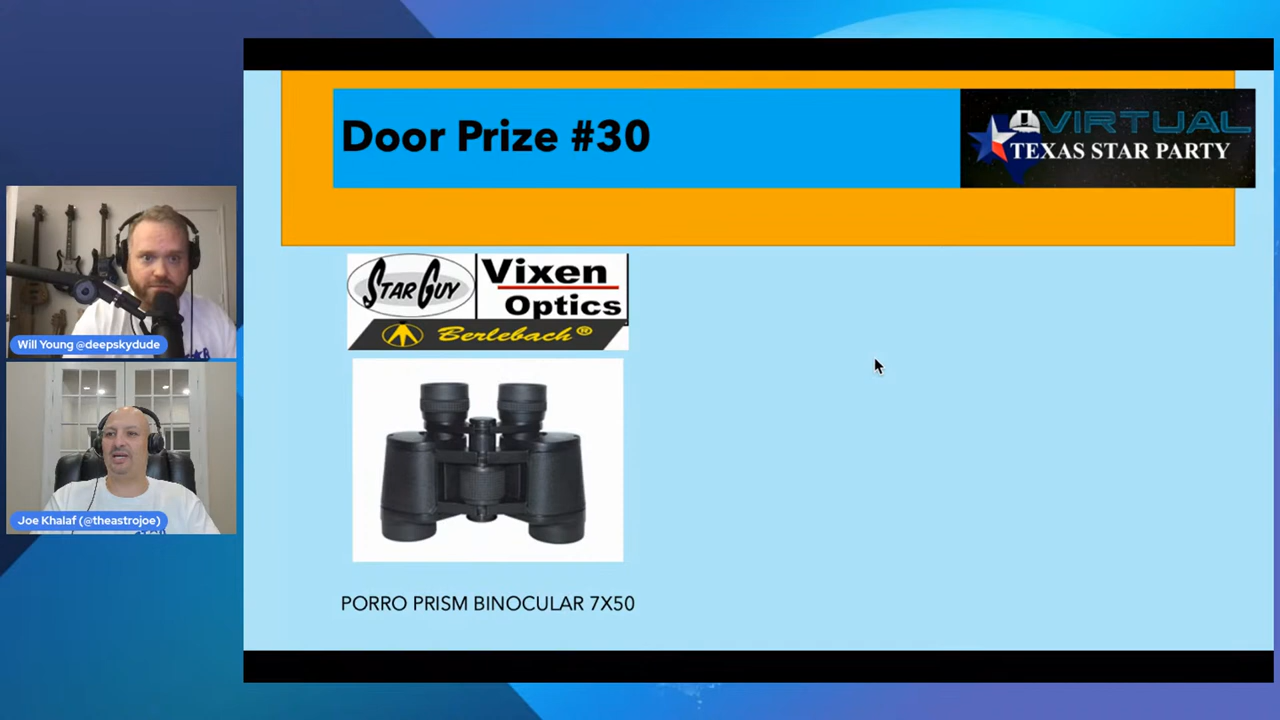 Door Prize #30
VIRTUAL
TEXAS STAR PARTY
STAR GUY
Vixen
Optics
Berlebach®
Will Young @deepskydude
Joe Khalaf (@theastrojoe)
PORRO PRISM BINOCULAR 7X50